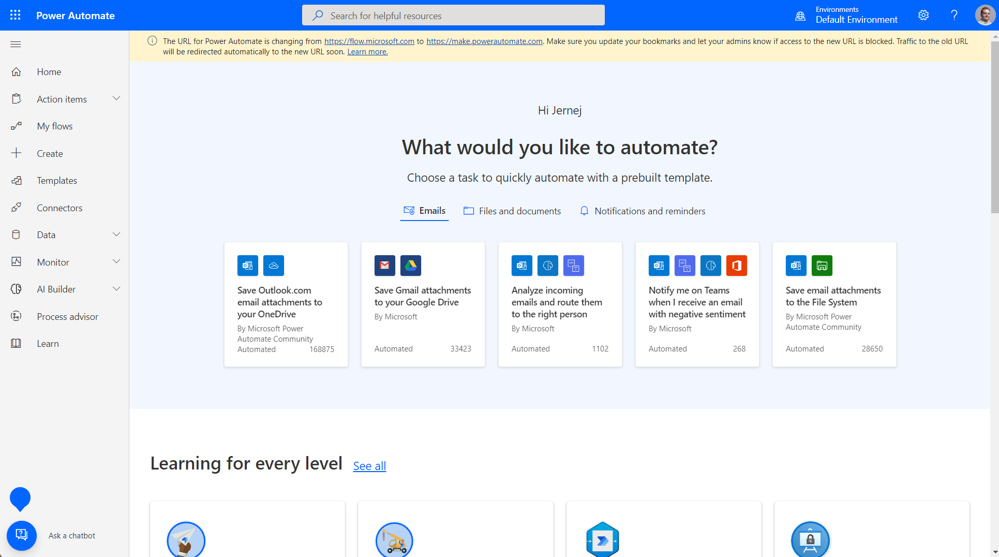 Power Automate
Search for helpful resources
Environments
Default Environment
?
The URL for Power Automate is changing from https://flow.microsoft.com to https://make.powerautomate.com. Make sure you update your bookmarks and let your admins know if access to the new URL is blocked. Traffic to the old URL
will be redirected automatically to the new URL soon. Learn more.
Home
Action items
My flows
Create
Templates
Connectors
Data
Monitor
AI Builder
Process advisor
Learn
Ask a chatbot
Hi Jernej
What would you like to automate?
Choose a task to quickly automate with a prebuilt template.
Emails
Files and documents
Notifications and reminders
Save Outlook.com
email attachments to
your OneDrive
By Microsoft Power
Automate Community
Automated 168875
Save Gmail attachments
to your Google Drive
By Microsoft
Automated 33423
Analyze incoming
emails and route them
to the right person
By Microsoft
Automated 1102
Notify me on Teams
when I receive an email
with negative sentiment
By Microsoft
Automated 268
Save email attachments
to the File System
By Microsoft Power
Automate Community
Automated 28650
Learning for every level See all